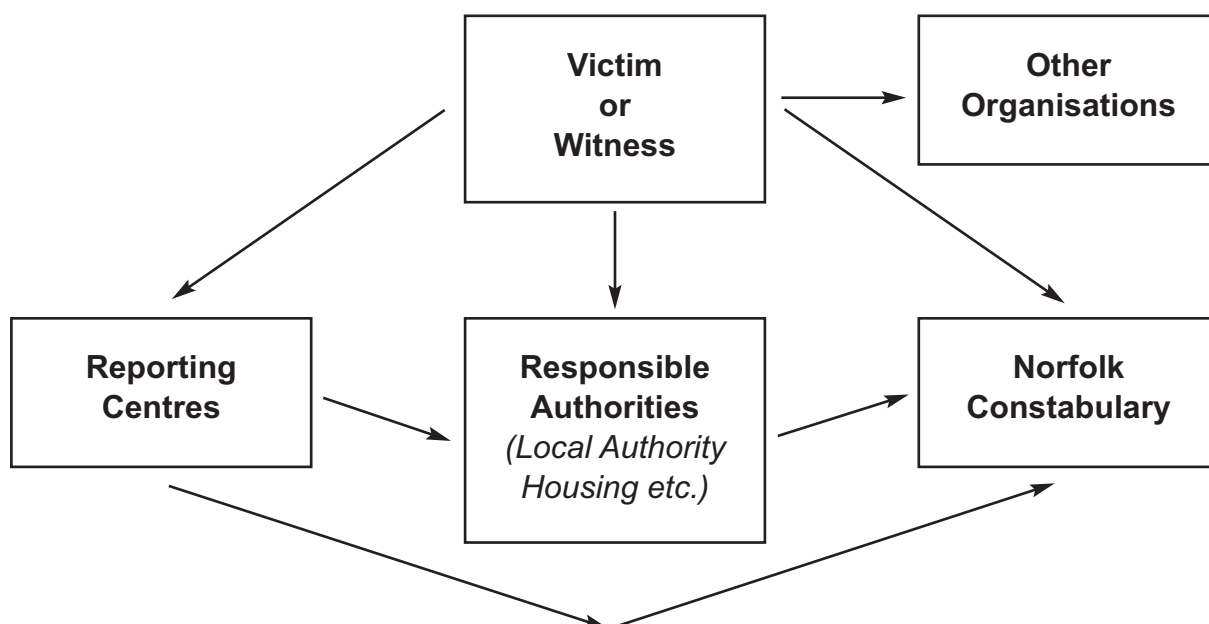 Victim
or
Witness
Other
Organisations
Reporting
Centres
Responsible
Authorities
(Local Authority
Housing etc.)
Norfolk
Constabulary